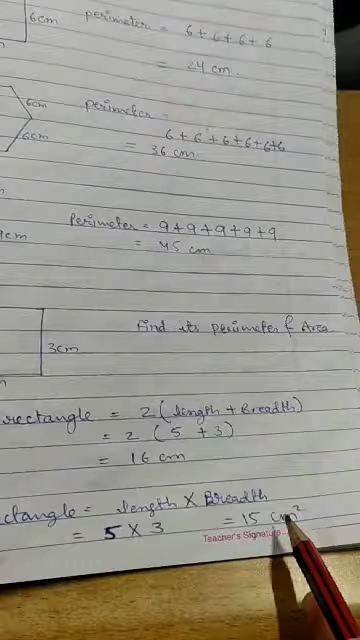 6cm perimeter = 6 + 6 + 6 + 6
= 24 cm.
6cm perimeter =
6cm 6 + 6 + 6 + 6 + 6 + 6
= 36 cm.
Perimeter = 9 + 9 + 9 + 9 + 9
= 45 cm
Find its perimeter & Area
3cm
rectangle = 2 (length + Breadth)
= 2 (5 + 3)
= 16 cm
ctangle = length × Breadth
= 5 × 3 = 15 cm²
Teacher's Signature